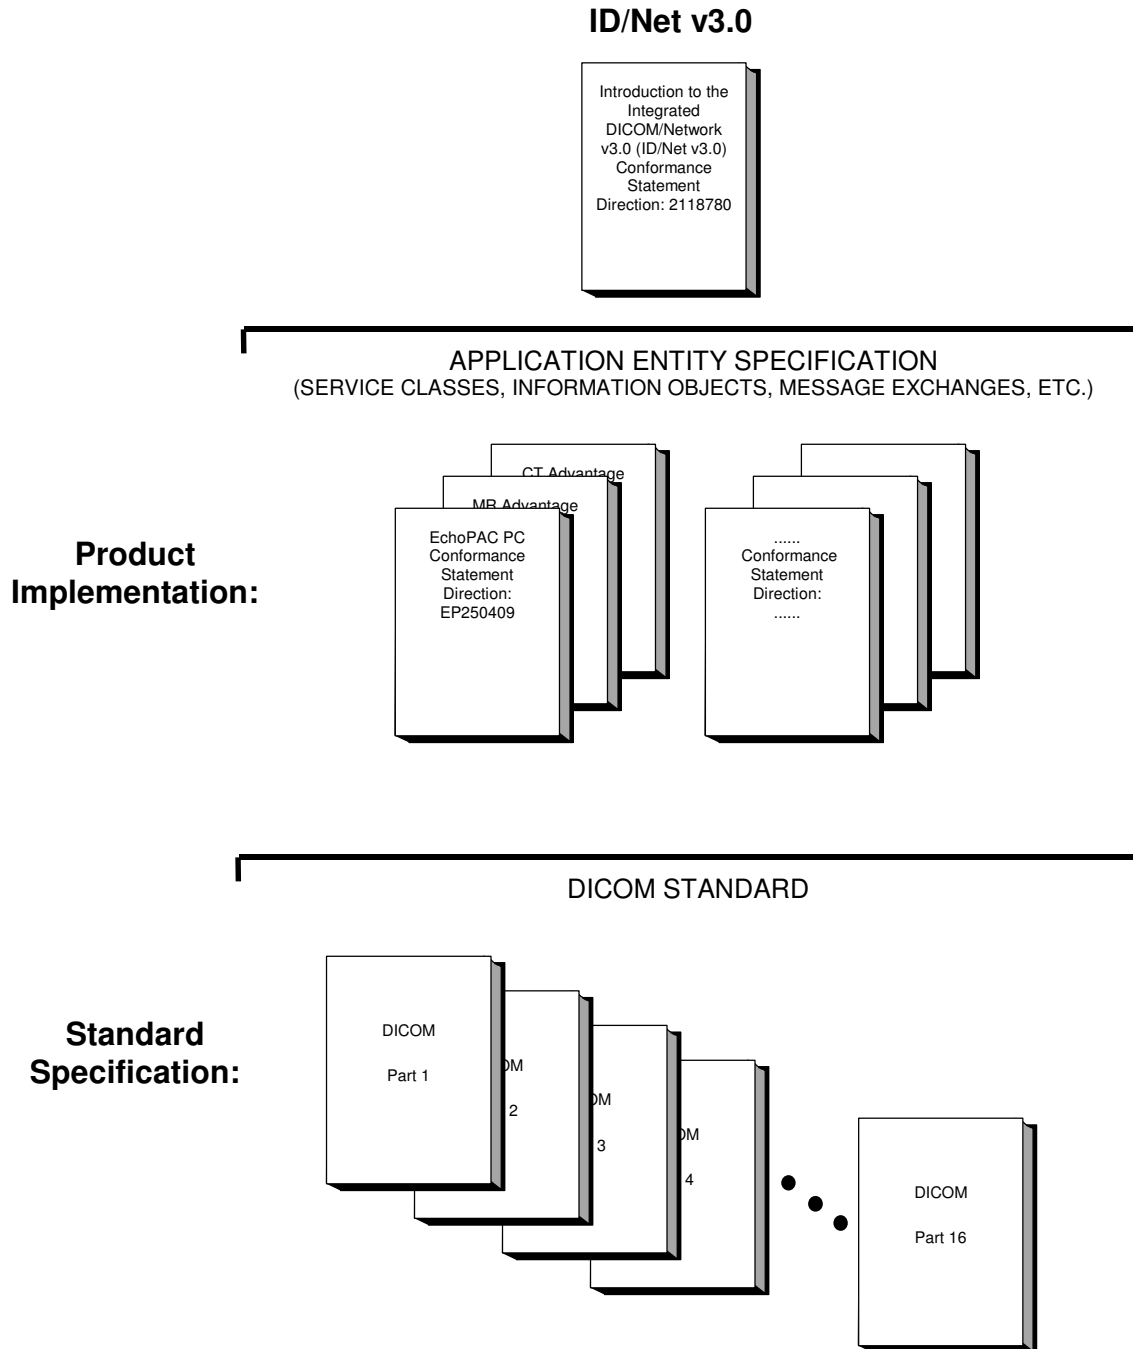 ID/Net v3.0
Introduction to the
Integrated
DICOM/Network
v3.0 (ID/Net v3.0)
Conformance
Statement
Direction: 2118780
APPLICATION ENTITY SPECIFICATION
(SERVICE CLASSES, INFORMATION OBJECTS, MESSAGE EXCHANGES, ETC.)
Product
Implementation:
CT Advantage
MR Advantage
EchoPAC PC
Conformance
Statement
Direction:
EP250409
......
Conformance
Statement
Direction:
......
DICOM STANDARD
Standard
Specification:
DICOM
Part 1
OM
2
OM
3
OM
4
DICOM
Part 16